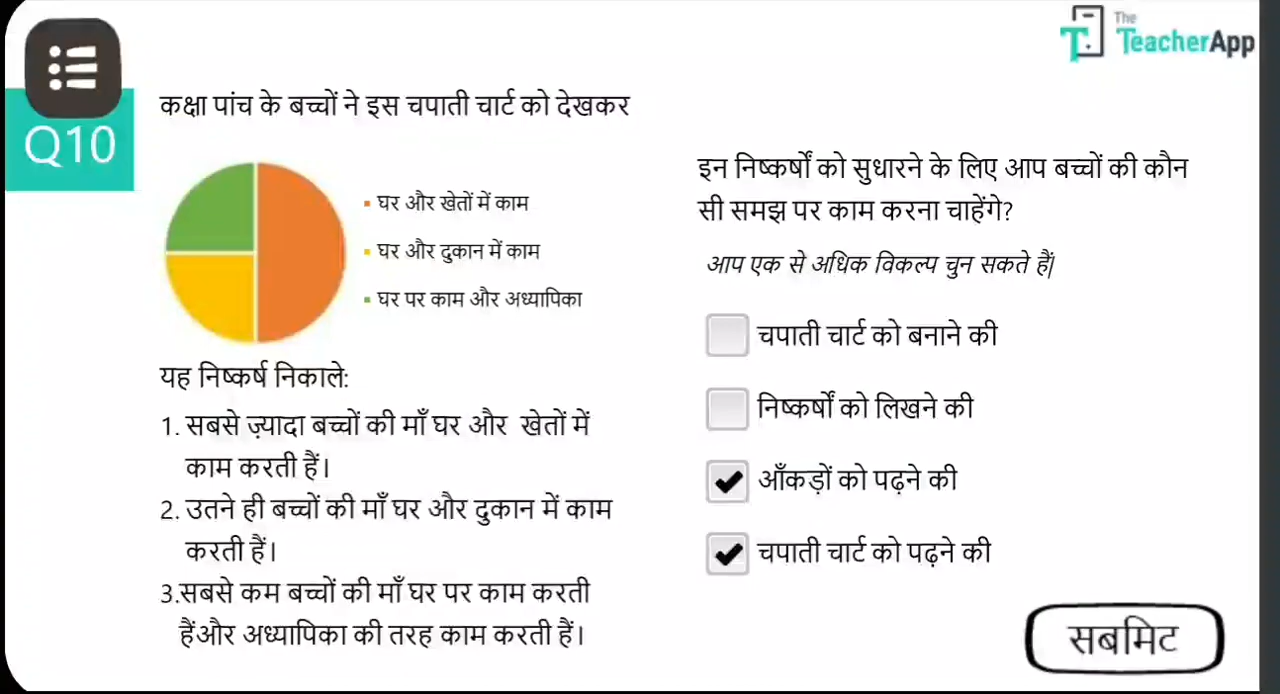 The
TeacherApp
Q10
कक्षा पांच के बच्चों ने इस चपाती चार्ट को देखकर
घर और खेतों में काम
घर और दुकान में काम
घर पर काम और अध्यापिका
यह निष्कर्ष निकाले:
1. सबसे ज़्यादा बच्चों की माँ घर और खेतों में
काम करती हैं।
2. उतने ही बच्चों की माँ घर और दुकान में काम
करती हैं।
3.सबसे कम बच्चों की माँ घर पर काम करती
हैंऔर अध्यापिका की तरह काम करती हैं।
इन निष्कर्षों को सुधारने के लिए आप बच्चों की कौन
सी समझ पर काम करना चाहेंगे?
आप एक से अधिक विकल्प चुन सकते हैं|
चपाती चार्ट को बनाने की
निष्कर्षों को लिखने की
आँकड़ों को पढ़ने की
चपाती चार्ट को पढ़ने की
सबमिट